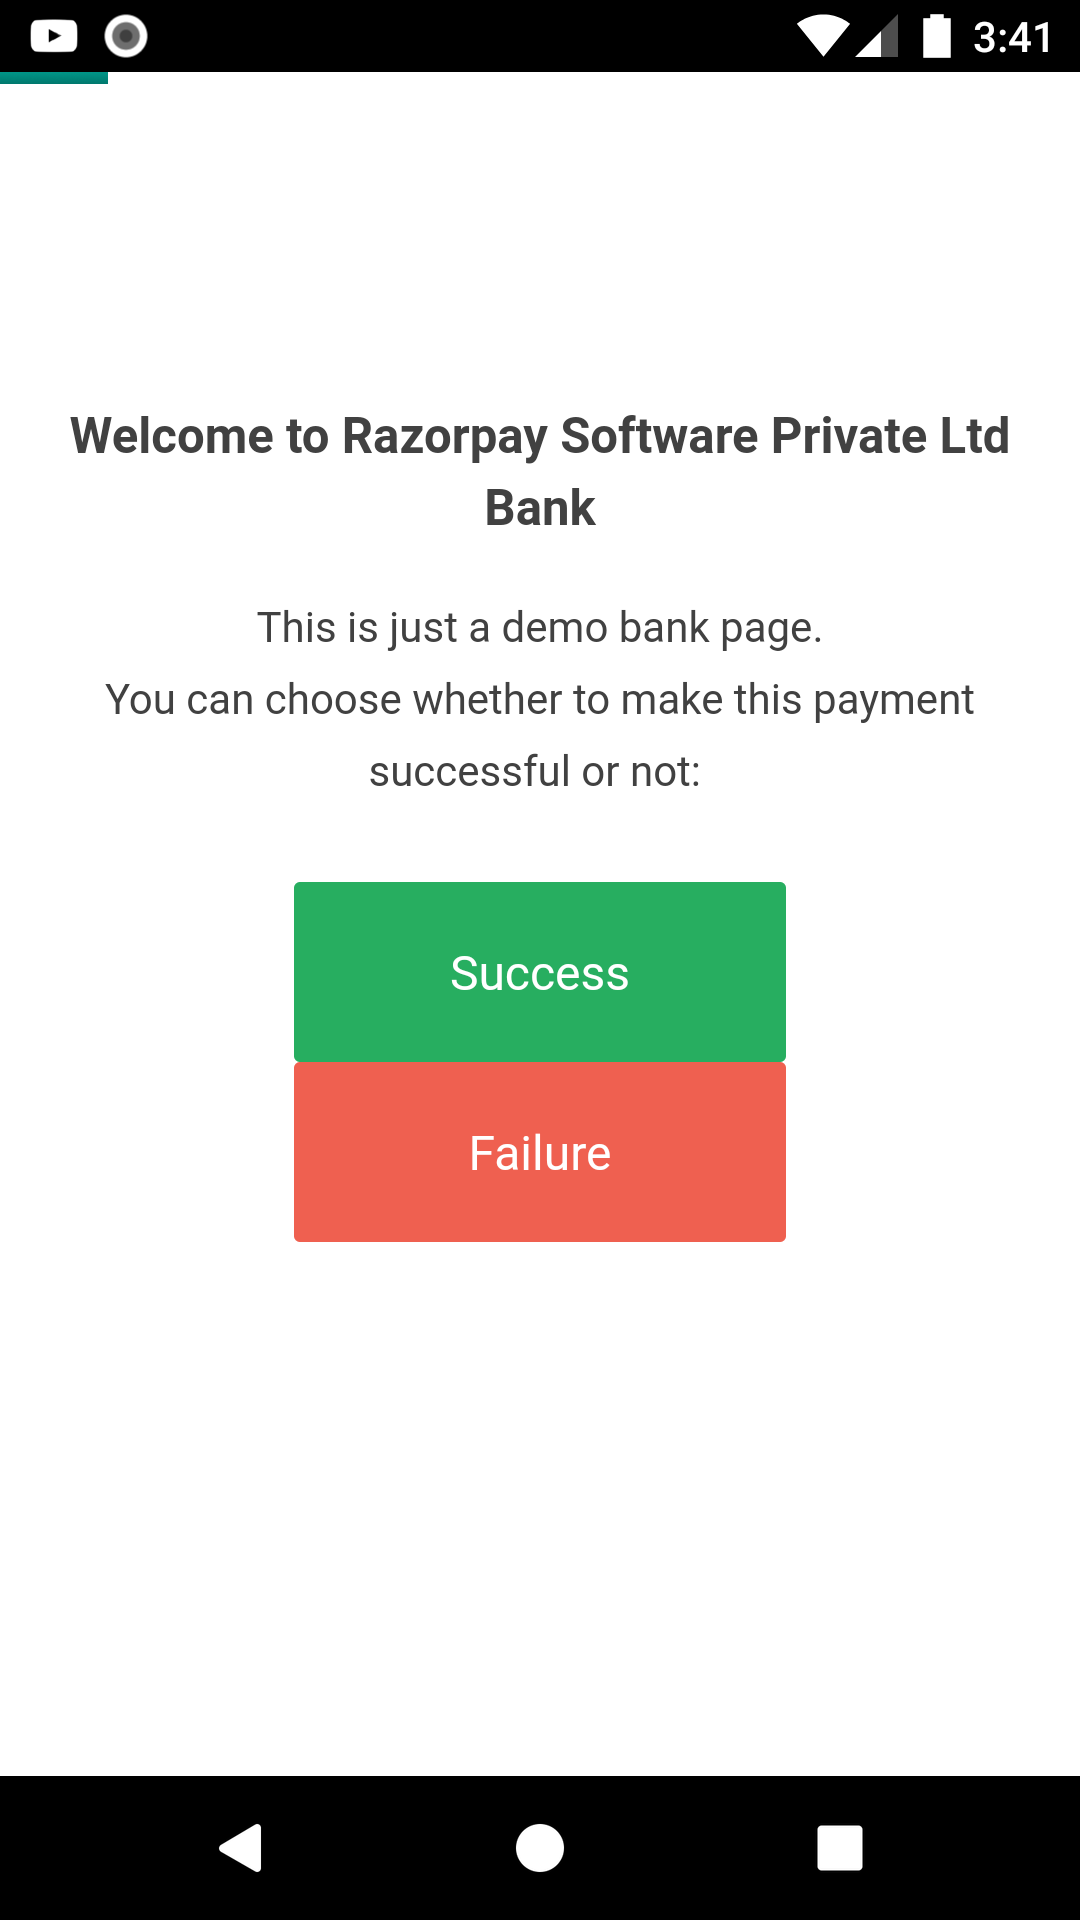 3:41
Welcome to Razorpay Software Private Ltd
Bank
This is just a demo bank page.
You can choose whether to make this payment
successful or not:
Success
Failure